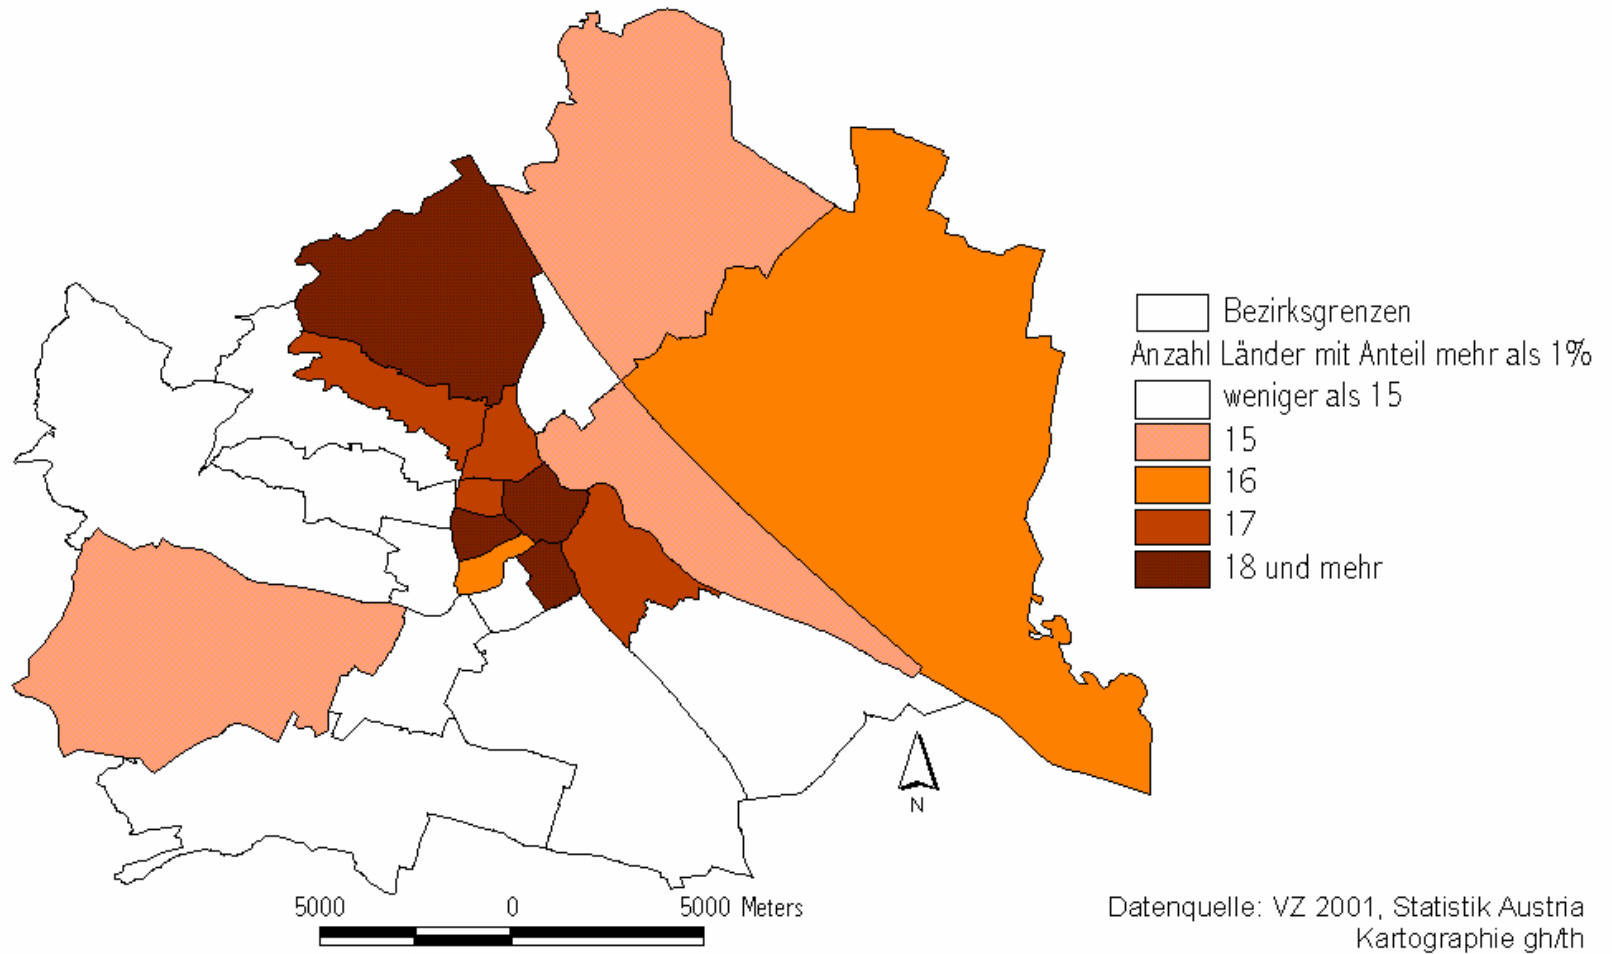 Bezirksgrenzen
Anzahl Länder mit Anteil mehr als 1%
weniger als 15
15
16
17
18 und mehr
N
5000 0 5000 Meters
Datenquelle: VZ 2001, Statistik Austria
Kartographie gh/th